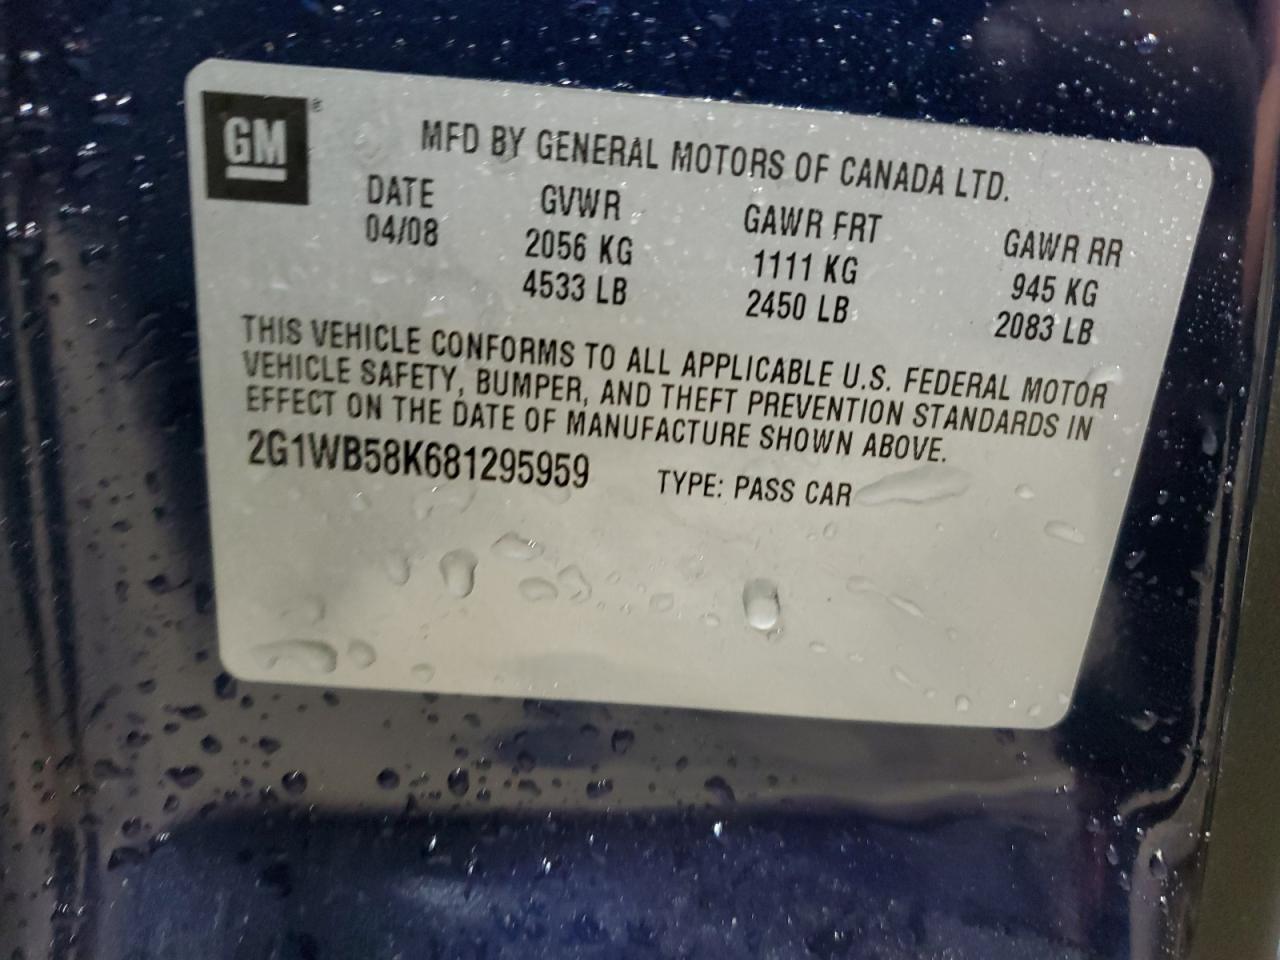 GM ®
MFD BY GENERAL MOTORS OF CANADA LTD.
DATE GVWR GAWR FRT GAWR RR
04/08 2056 KG 1111 KG 945 KG
4533 LB 2450 LB 2083 LB
THIS VEHICLE CONFORMS TO ALL APPLICABLE U.S. FEDERAL MOTOR
VEHICLE SAFETY, BUMPER, AND THEFT PREVENTION STANDARDS IN
EFFECT ON THE DATE OF MANUFACTURE SHOWN ABOVE.
2G1WB58K681295959 TYPE: PASS CAR